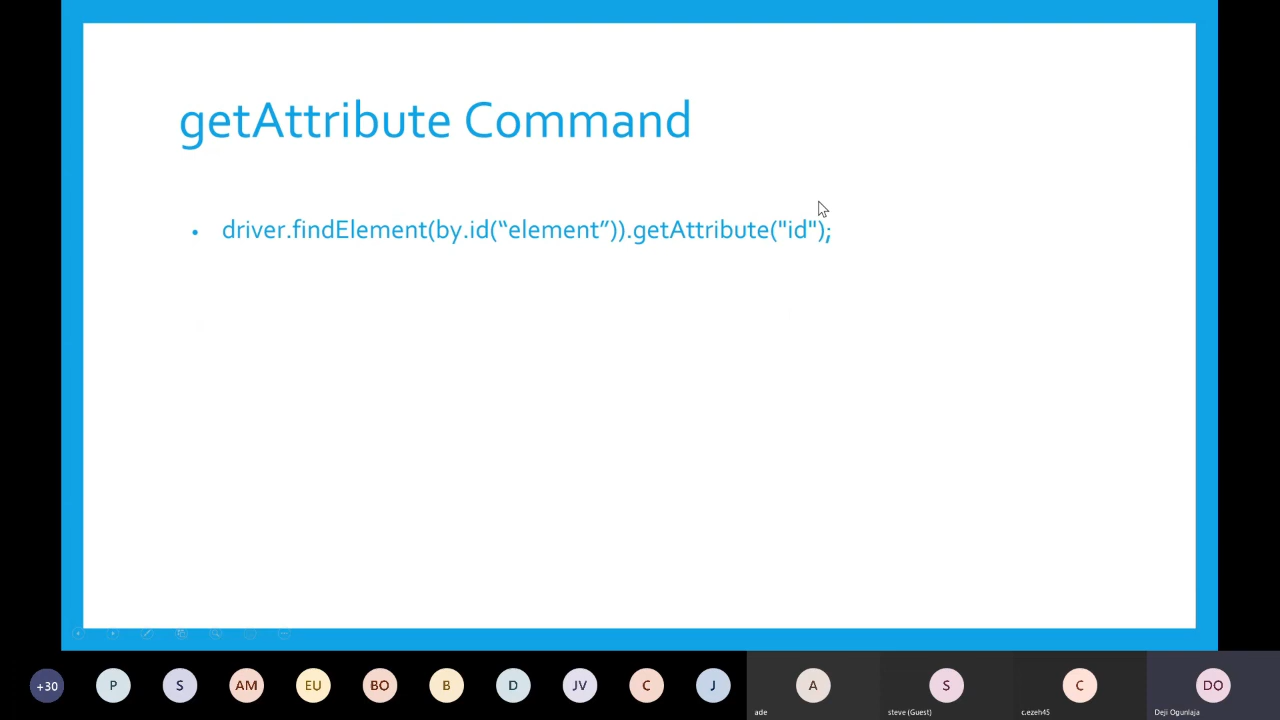 getAttribute Command
• driver.findElement(by.id(“element”)).getAttribute("id");
+30 P S AM EU BO B D JV C J A S C DO
ade steve (Guest) c.ezeh45 Deji Ogunlaja